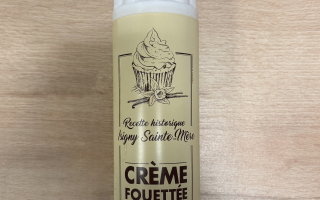 Recette historique
Isigny Sainte Mère
CRÈME
FOUETTÉE